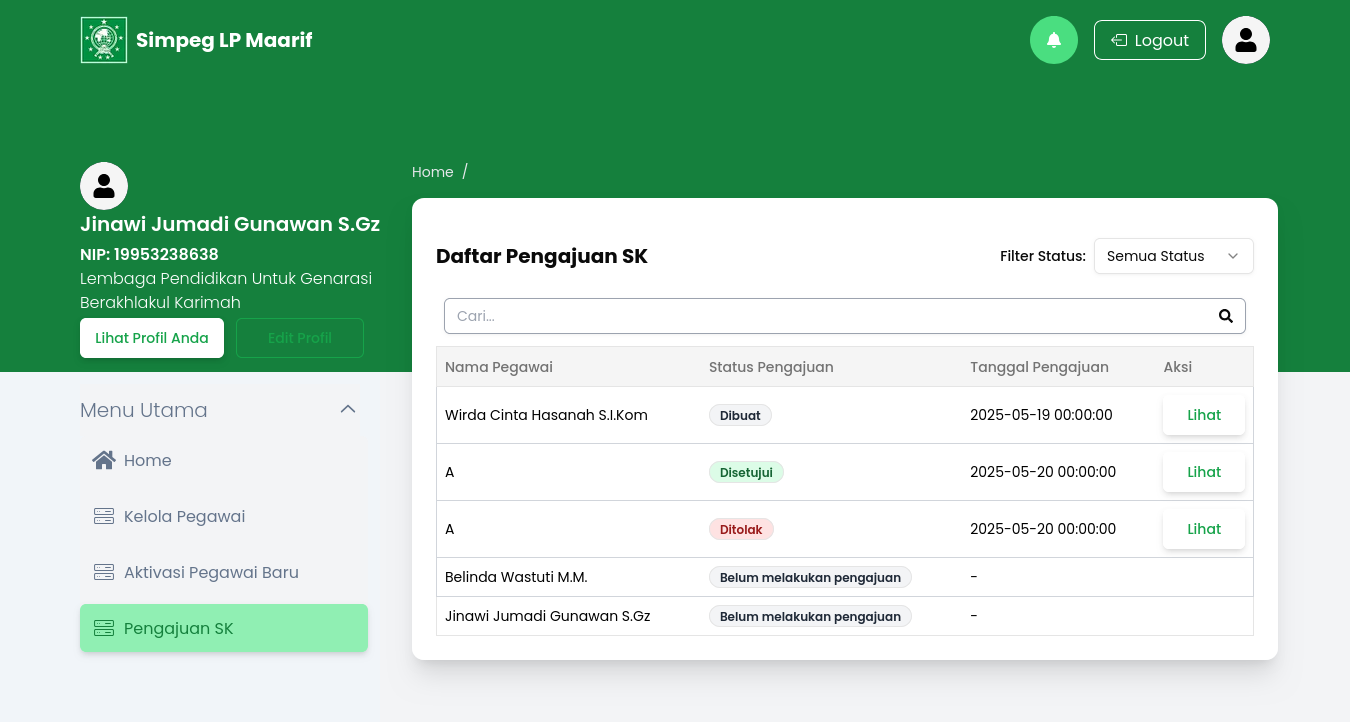 Simpeg LP Maarif
Logout
Jinawi Jumadi Gunawan S.Gz
NIP: 19953238638
Lembaga Pendidikan Untuk Genarasi
Berakhlakul Karimah
Lihat Profil Anda
Edit Profil
Menu Utama
Home
Kelola Pegawai
Aktivasi Pegawai Baru
Pengajuan SK
Home /
Daftar Pengajuan SK
Filter Status: Semua Status
Cari...
Nama Pegawai Status Pengajuan Tanggal Pengajuan Aksi
Wirda Cinta Hasanah S.I.Kom Dibuat 2025-05-19 00:00:00 Lihat
A Disetujui 2025-05-20 00:00:00 Lihat
A Ditolak 2025-05-20 00:00:00 Lihat
Belinda Wastuti M.M. Belum melakukan pengajuan -
Jinawi Jumadi Gunawan S.Gz Belum melakukan pengajuan -